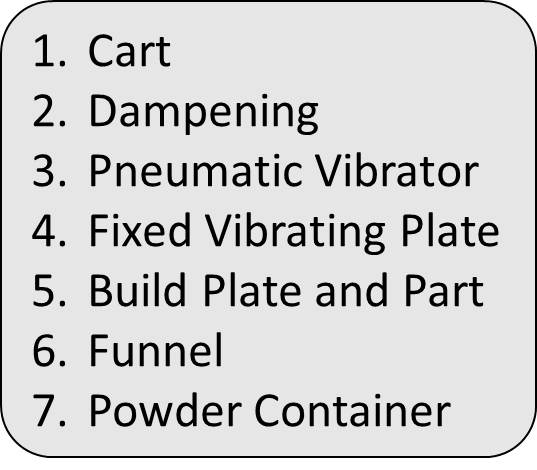 1. Cart
2. Dampening
3. Pneumatic Vibrator
4. Fixed Vibrating Plate
5. Build Plate and Part
6. Funnel
7. Powder Container